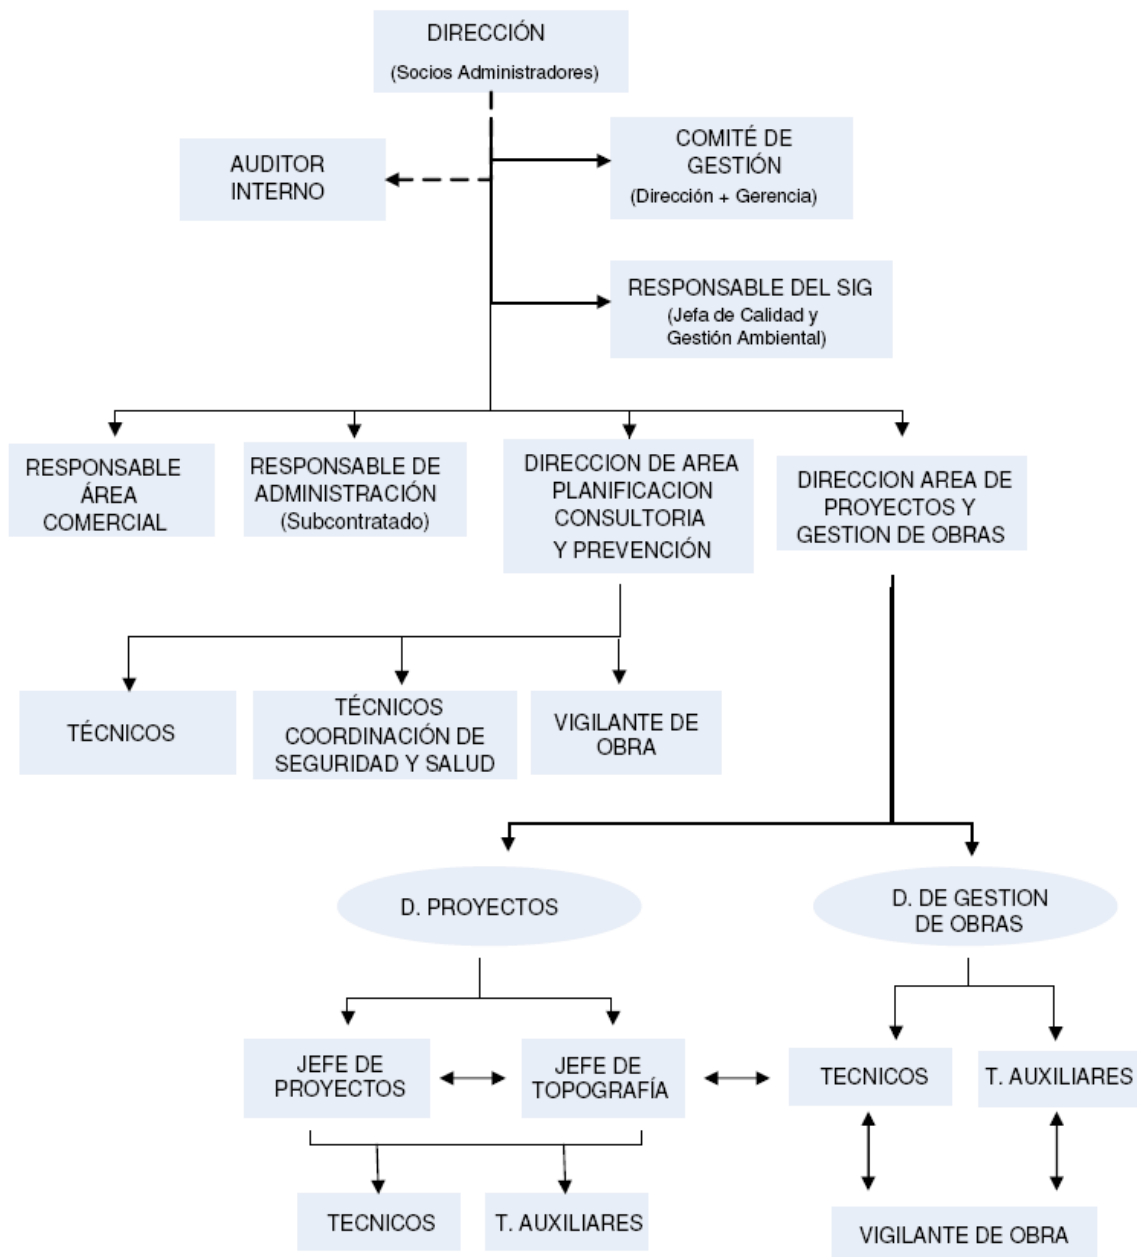 DIRECCIÓN
(Socios Administradores)
AUDITOR
INTERNO
COMITÉ DE
GESTIÓN
(Dirección + Gerencia)
RESPONSABLE DEL SIG
(Jefa de Calidad y
Gestión Ambiental)
RESPONSABLE
ÁREA
COMERCIAL
RESPONSABLE DE
ADMINISTRACIÓN
(Subcontratado)
DIRECCION DE AREA
PLANIFICACION
CONSULTORIA
Y PREVENCIÓN
DIRECCION AREA DE
PROYECTOS Y
GESTION DE OBRAS
TÉCNICOS
TÉCNICOS
COORDINACIÓN DE
SEGURIDAD Y SALUD
VIGILANTE DE
OBRA
D. PROYECTOS
D. DE GESTION
DE OBRAS
JEFE DE
PROYECTOS
JEFE DE
TOPOGRAFÍA
TECNICOS
T. AUXILIARES
TECNICOS
T. AUXILIARES
VIGILANTE DE OBRA